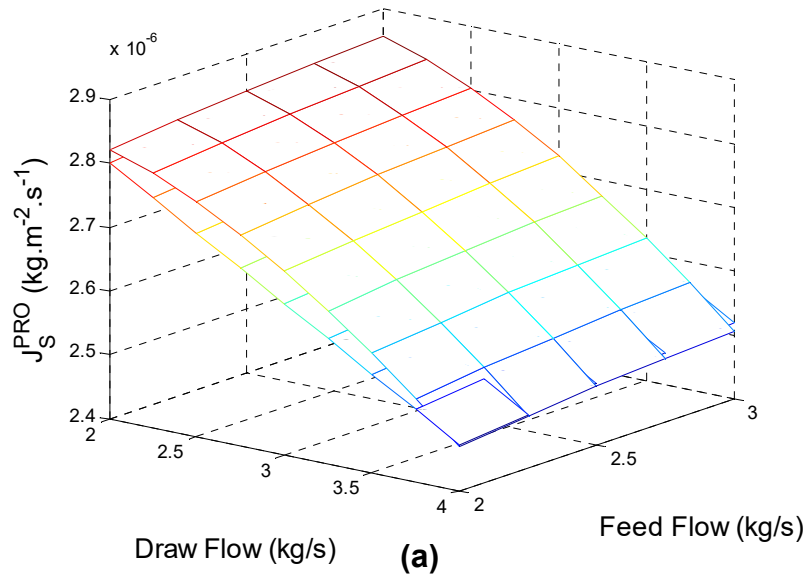 x 10⁻⁶
2.9
2.8
2.7
2.6
2.5
2.4
J_S^PRO (kg.m⁻².s⁻¹)
2
2.5
3
3.5
4
2
2.5
3
Draw Flow (kg/s)
Feed Flow (kg/s)
(a)